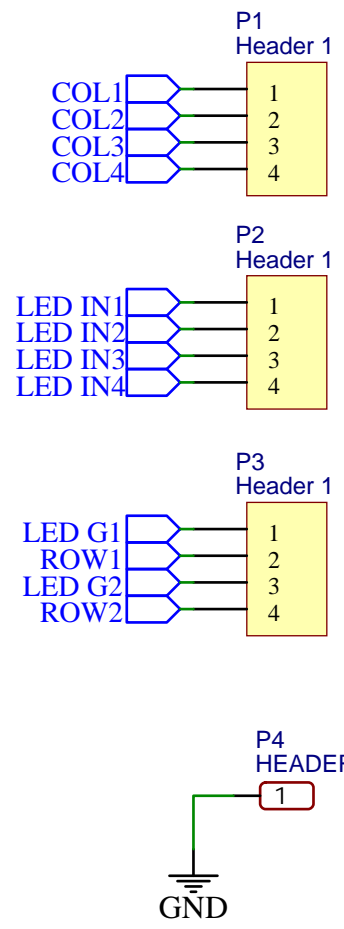 P1
Header 1
COL1 1
COL2 2
COL3 3
COL4 4
P2
Header 1
LED IN1 1
LED IN2 2
LED IN3 3
LED IN4 4
P3
Header 1
LED G1 1
ROW1 2
LED G2 3
ROW2 4
P4
HEADER
1
GND